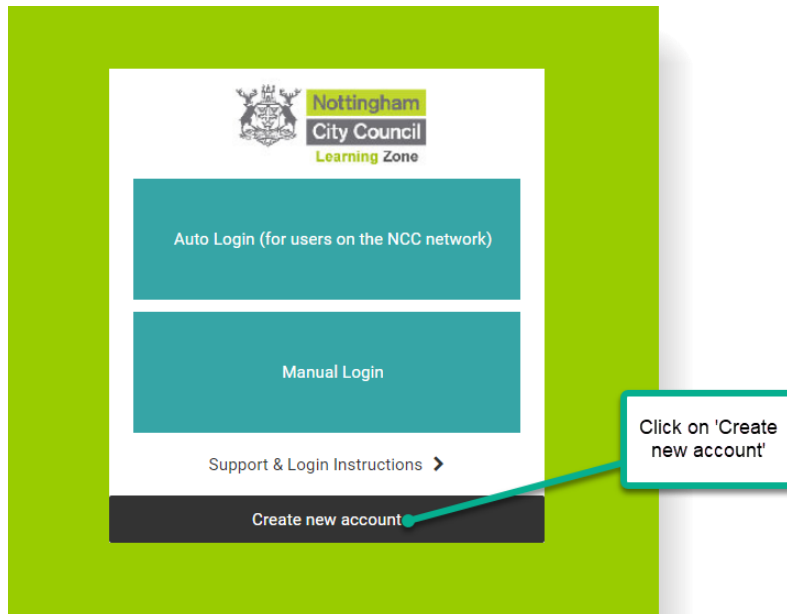 Nottingham
City Council
Learning Zone
Auto Login (for users on the NCC network)
Manual Login
Support & Login Instructions
Create new account
Click on 'Create
new account'